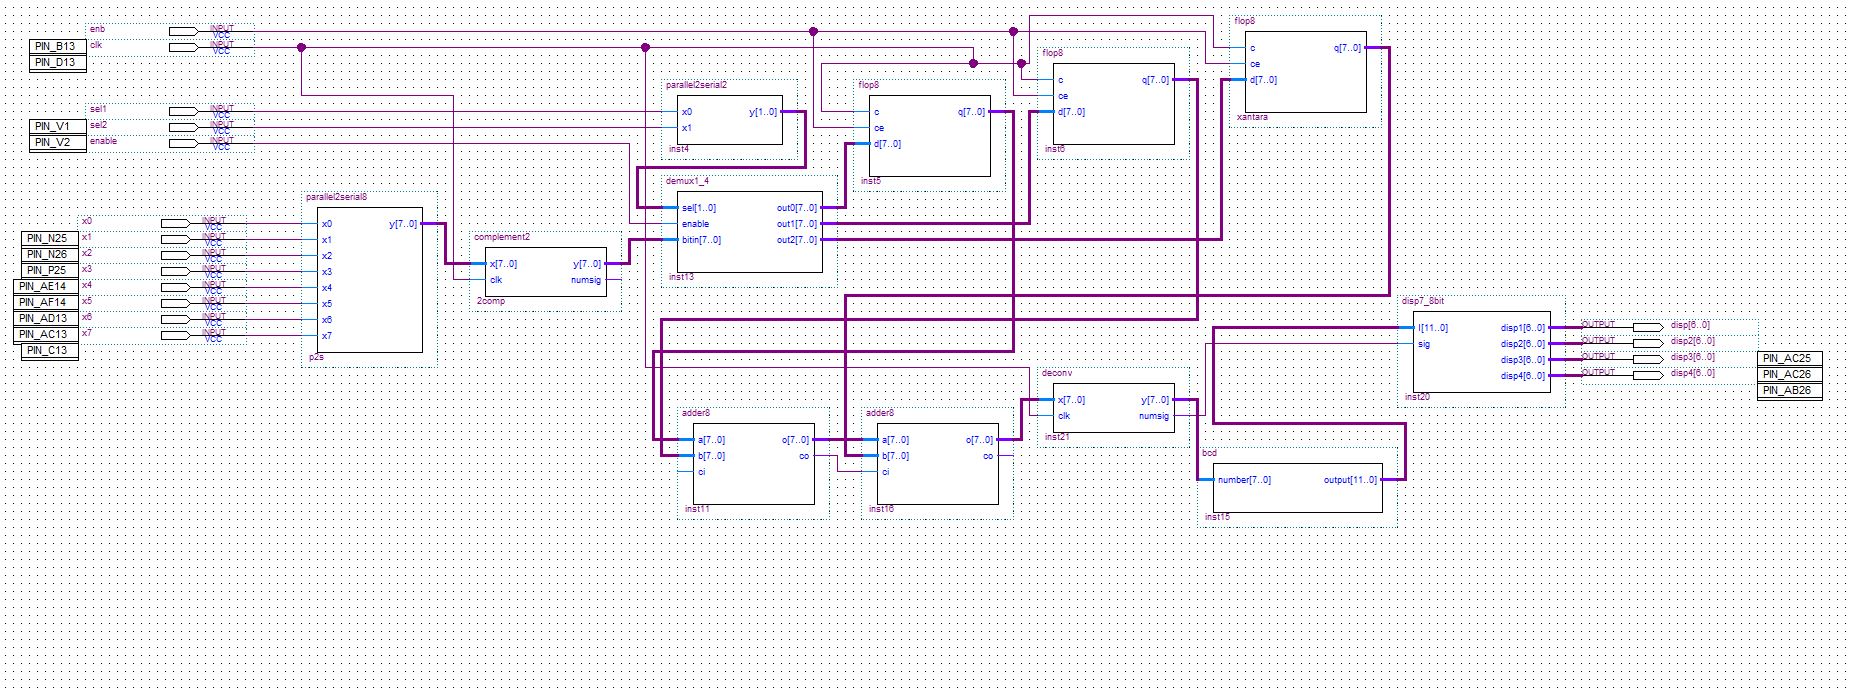 enb INPUT VCC
PIN_B13 clk INPUT VCC
PIN_D13
sel1 INPUT VCC
PIN_V1 sel2 INPUT VCC
PIN_V2 enable INPUT VCC
x0 INPUT VCC
PIN_N25 x1 INPUT VCC
PIN_N26 x2 INPUT VCC
PIN_P25 x3 INPUT VCC
PIN_AE14 x4 INPUT VCC
PIN_AF14 x5 INPUT VCC
PIN_AD13 x6 INPUT VCC
PIN_AC13 x7 INPUT VCC
PIN_C13
parallel2serial8
x0 y[7..0]
x1
x2
x3
x4
x5
x6
x7
p2s
complement2
x[7..0] y[7..0]
clk numsig
2comp
parallel2serial2
x0 y[1..0]
x1
inst4
demux1_4
sel[1..0] out0[7..0]
enable out1[7..0]
bitin[7..0] out2[7..0]
inst13
flop8
c q[7..0]
ce
d[7..0]
inst5
flop8
c q[7..0]
ce
d[7..0]
inst6
flop8
c q[7..0]
ce
d[7..0]
xantara
adder8
a[7..0] o[7..0]
b[7..0] co
ci
inst11
adder8
a[7..0] o[7..0]
b[7..0] co
ci
inst16
deconv
x[7..0] y[7..0]
clk numsig
inst21
bcd
number[7..0] output[11..0]
inst15
disp7_8bit
I[11..0] disp1[6..0]
sig disp2[6..0]
disp3[6..0]
disp4[6..0]
inst20
OUTPUT disp[6..0]
OUTPUT disp2[6..0]
OUTPUT disp3[6..0]
OUTPUT disp4[6..0]
PIN_AC25
PIN_AC26
PIN_AB26